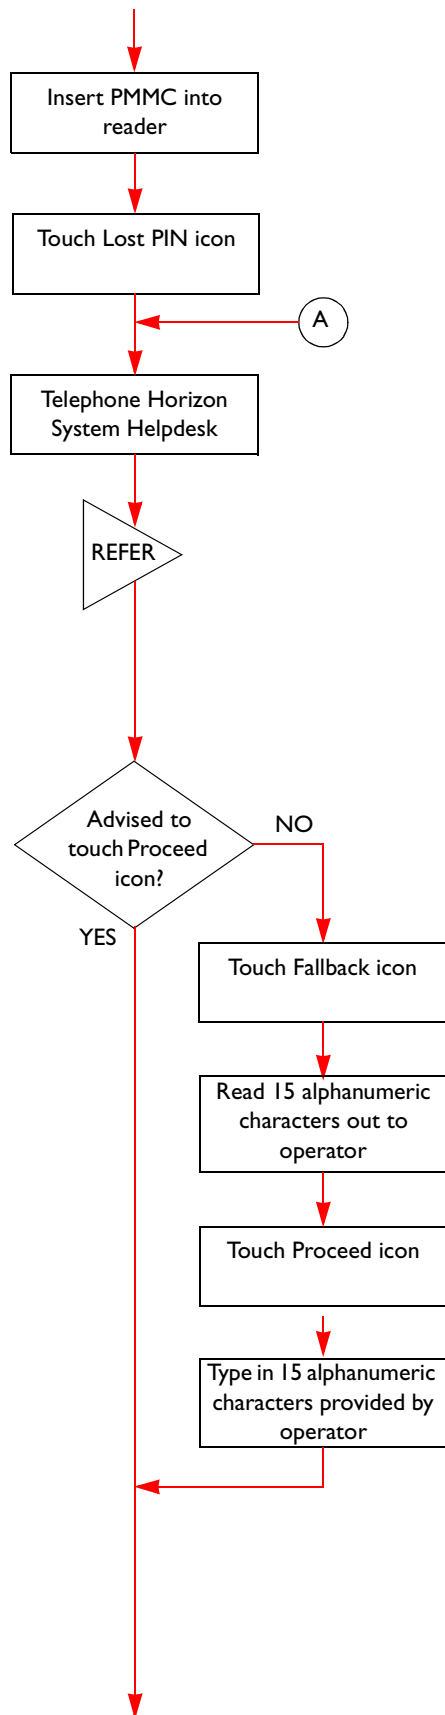 Insert PMMC into
reader
Touch Lost PIN icon
A
Telephone Horizon
System Helpdesk
REFER
Advised to
touch Proceed
icon?
NO
YES
Touch Fallback icon
Read 15 alphanumeric
characters out to
operator
Touch Proceed icon
Type in 15 alphanumeric
characters provided by
operator